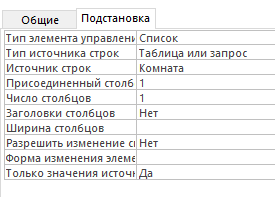 Общие Подстановка
Тип элемента управлени Список
Тип источника строк Таблица или запрос
Источник строк Комната
Присоединенный столб 1
Число столбцов 1
Заголовки столбцов Нет
Ширина столбцов
Разрешить изменение сп Нет
Форма изменения элеме
Только значения источн Да